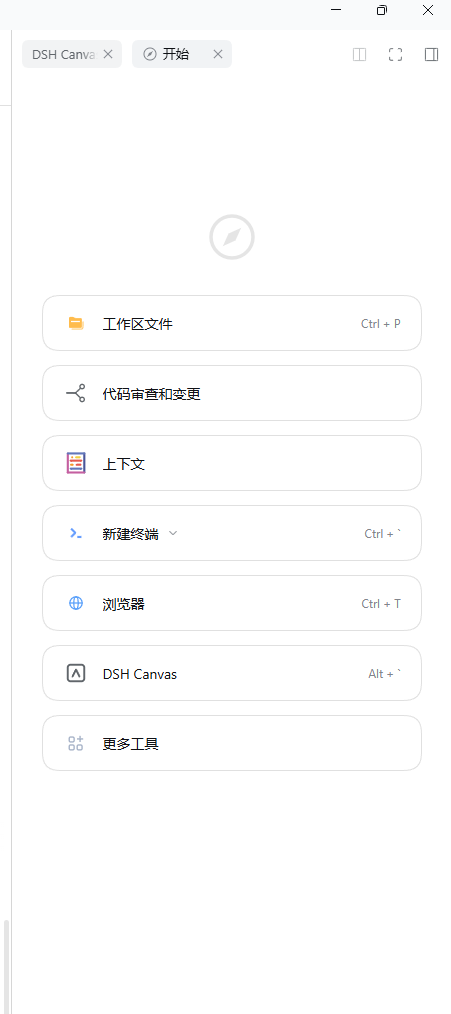 DSH Canva
开始
工作区文件 Ctrl + P
代码审查和变更
上下文
新建终端 Ctrl + `
浏览器 Ctrl + T
DSH Canvas Alt + `
更多工具